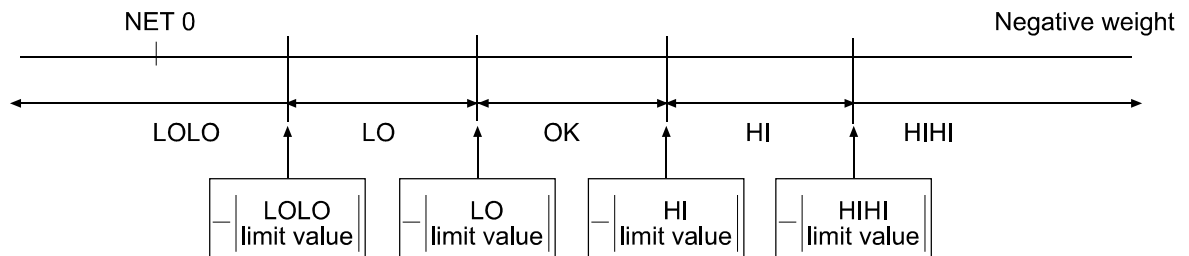 NET 0 Negative weight
LOLO LO OK HI HIHI
− | LOLO limit value |
− | LO limit value |
− | HI limit value |
− | HIHI limit value |